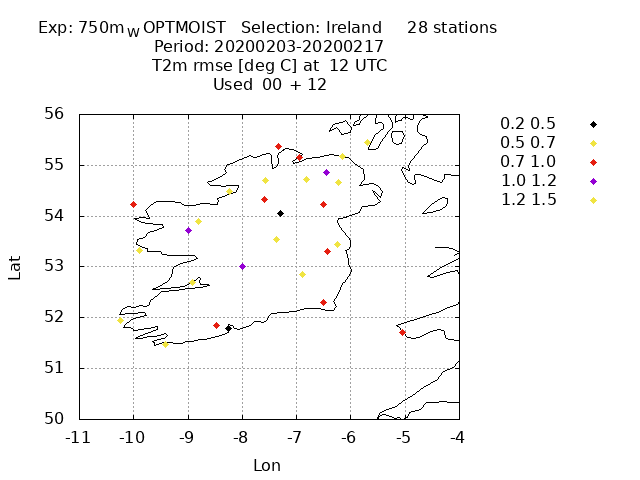 Exp: 750mW OPTMOIST Selection: Ireland 28 stations
Period: 20200203-20200217
T2m rmse [deg C] at 12 UTC
Used 00 + 12
0.2 0.5
0.5 0.7
0.7 1.0
1.0 1.2
1.2 1.5
56
55
54
53
52
51
50
Lat
-11 -10 -9 -8 -7 -6 -5 -4
Lon